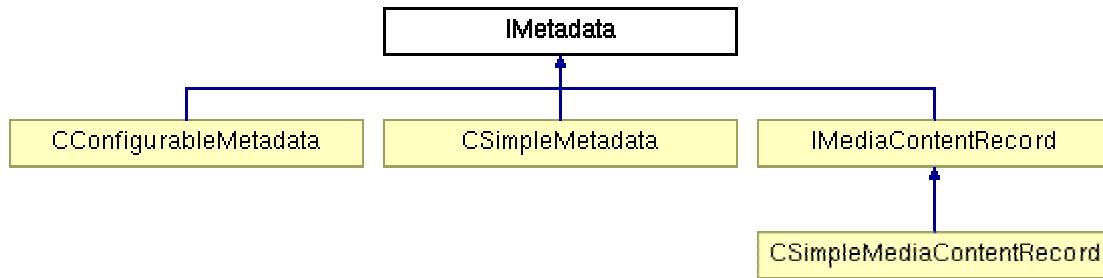 IMetadata
CConfigurableMetadata
CSimpleMetadata
IMediaContentRecord
CSimpleMediaContentRecord